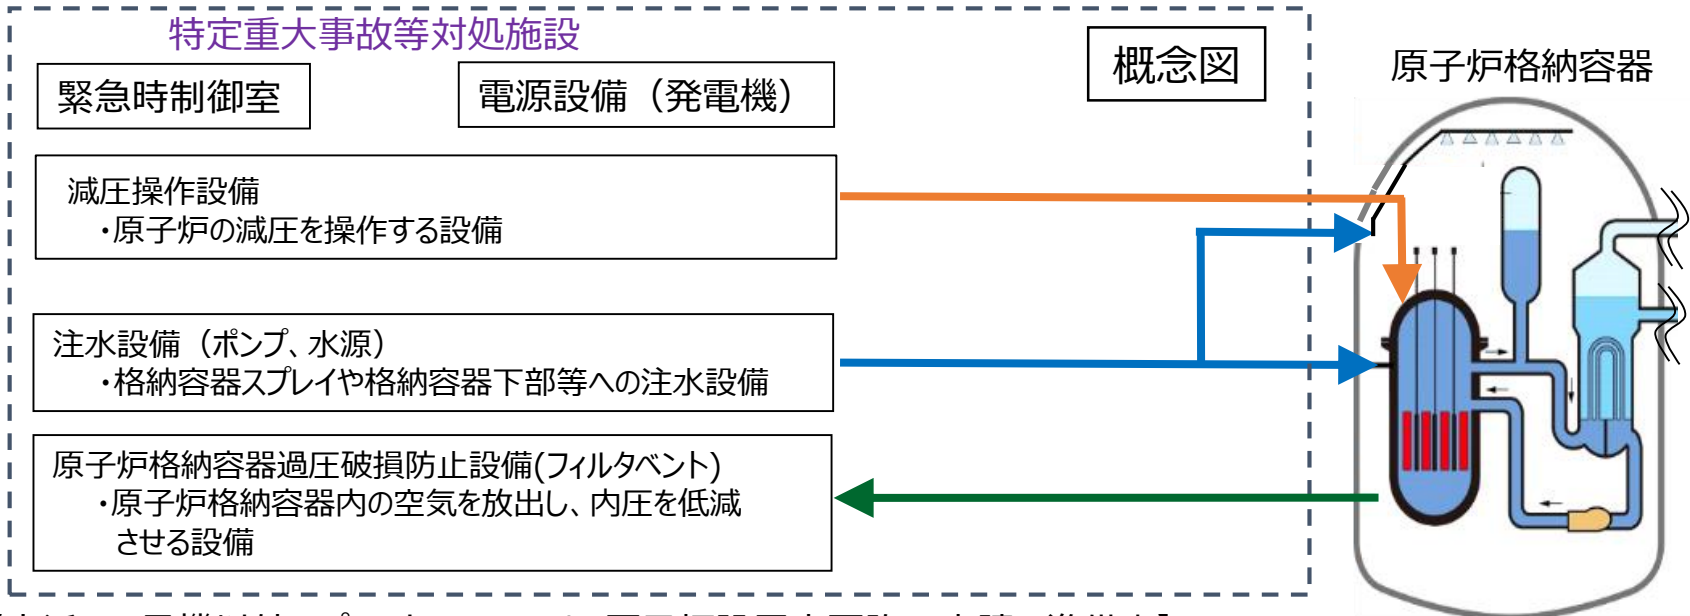 特定重大事故等対処施設
概念図
原子炉格納容器
緊急時制御室
電源設備（発電機）
減圧操作設備
・原子炉の減圧を操作する設備
注水設備（ポンプ、水源）
・格納容器スプレイや格納容器下部等への注水設備
原子炉格納容器過圧破損防止設備(フィルタベント)
・原子炉格納容器内の空気を放出し、内圧を低減
させる設備